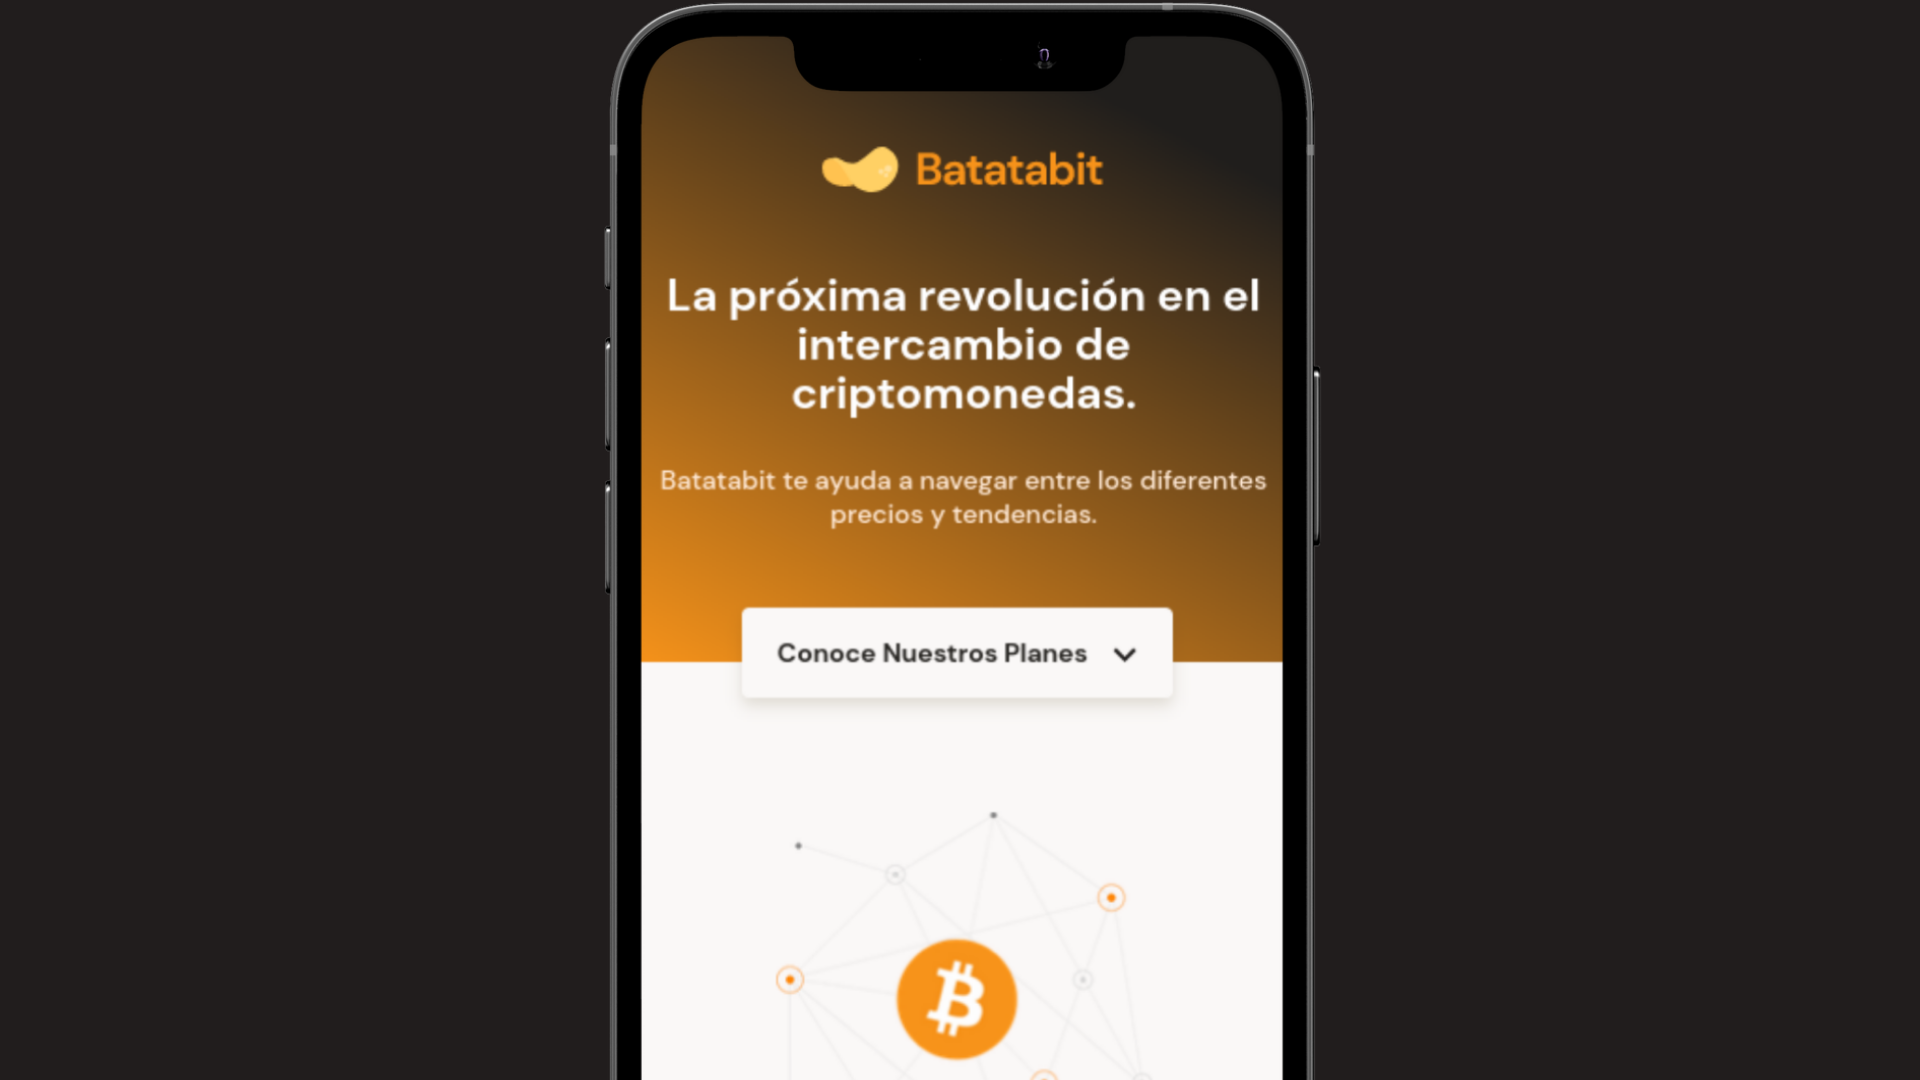 Batatabit
La próxima revolución en el
intercambio de
criptomonedas.
Batatabit te ayuda a navegar entre los diferentes
precios y tendencias.
Conoce Nuestros Planes